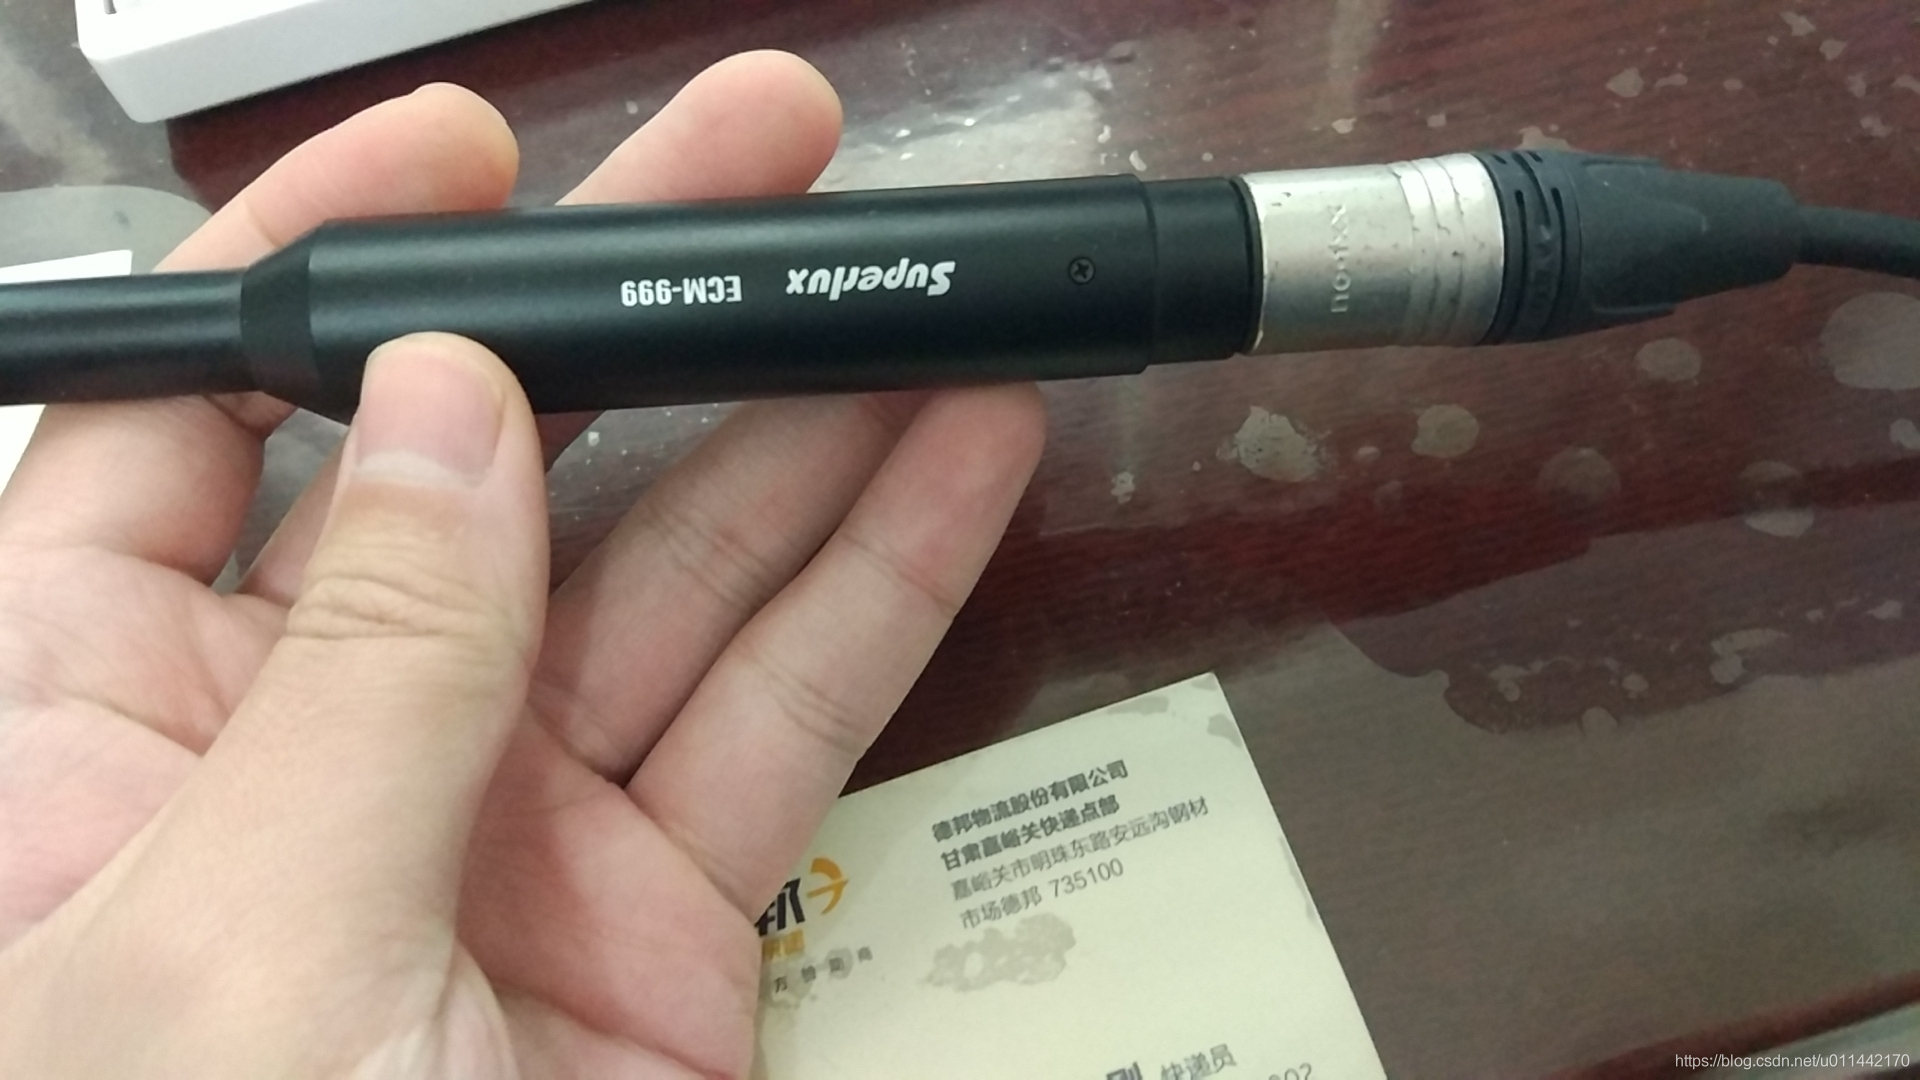 Superlux ECM-999
neutrik
德邦物流股份有限公司
甘肃嘉峪关快递点部
嘉峪关市明珠东路安远沟钢材
市场德邦 735100
快递员
https://blog.csdn.net/u011442170